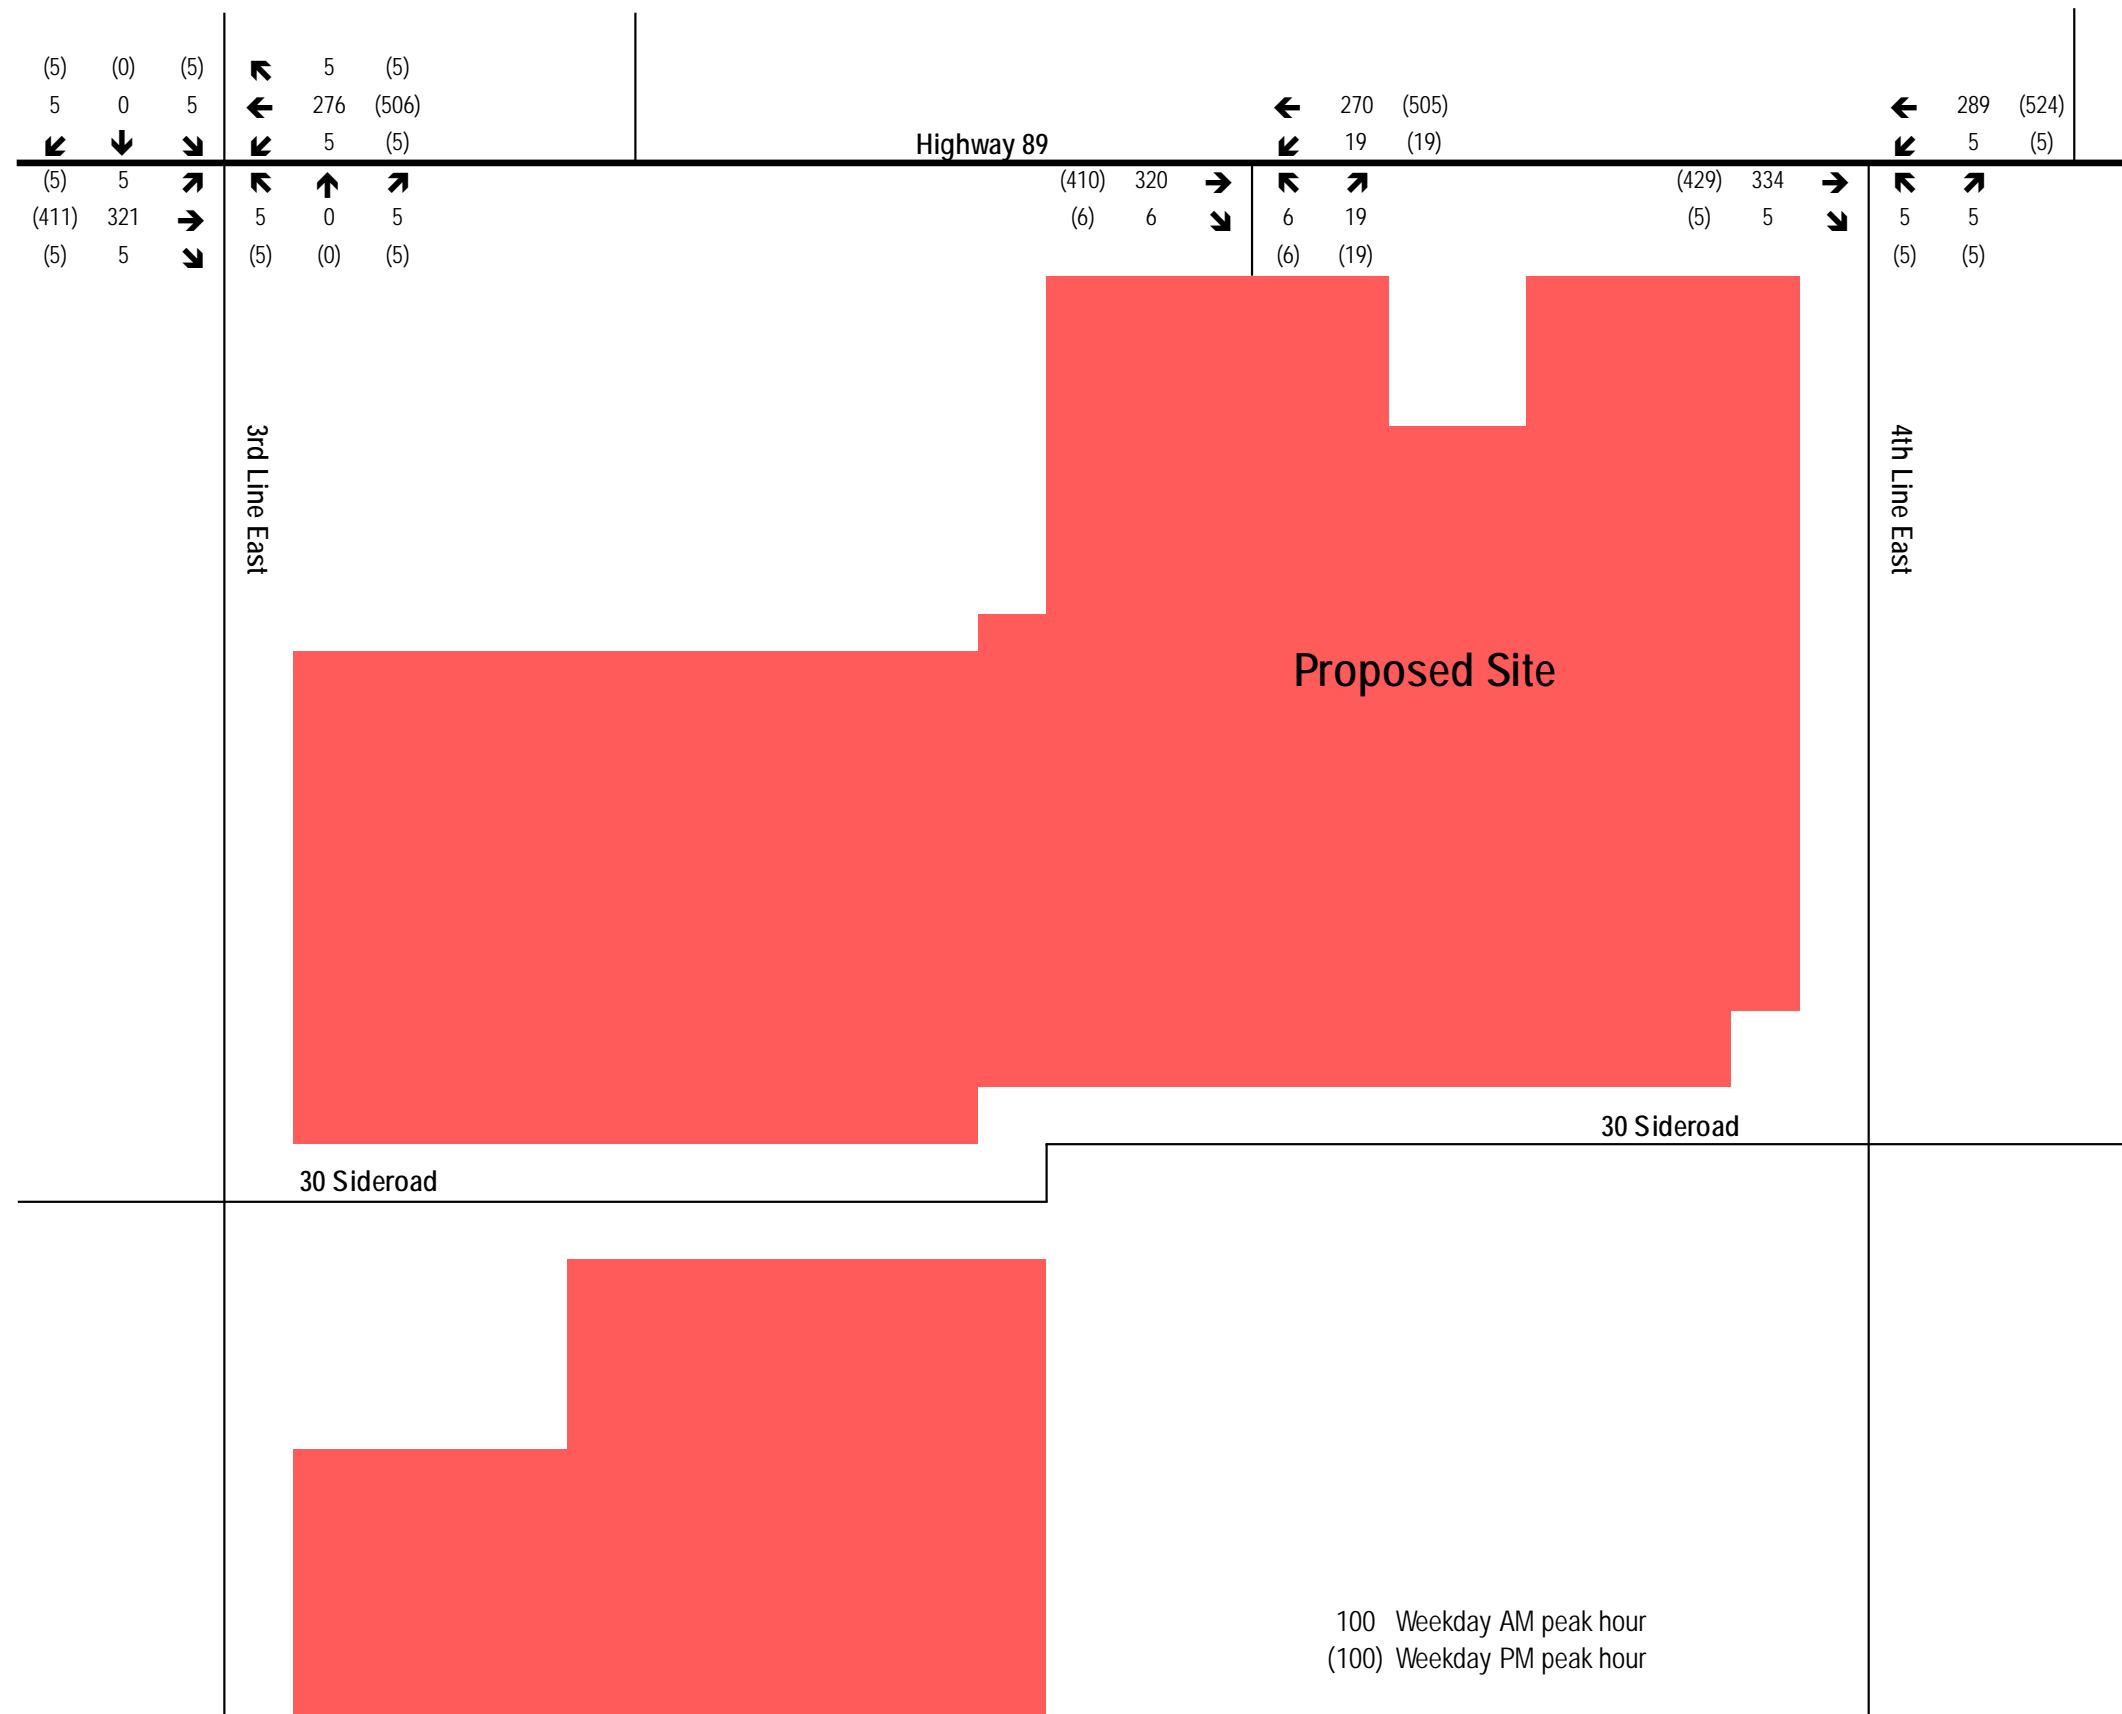 (5) (0) (5) 5 (5)
5 0 5 276 (506) 270 (505) 289 (524)
5 (5) Highway 89 19 (19) 5 (5)
(5) 5 (410) 320 (429) 334
(411) 321 5 0 5 (6) 6 6 19 (5) 5 5 5
(5) 5 (5) (0) (5) (6) (19) (5) (5)
3rd Line East
4th Line East
Proposed Site
30 Sideroad
30 Sideroad
100 Weekday AM peak hour
(100) Weekday PM peak hour